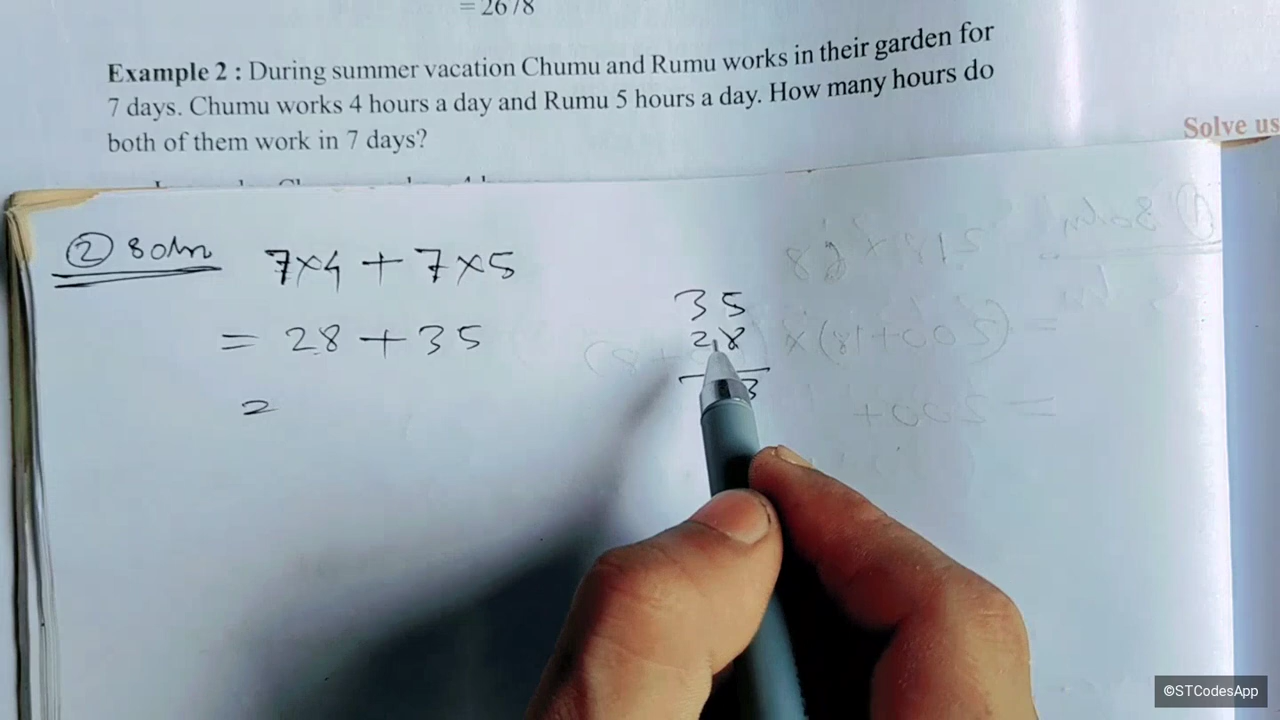 = 2678
Example 2 : During summer vacation Chumu and Rumu works in their garden for
7 days. Chumu works 4 hours a day and Rumu 5 hours a day. How many hours do
both of them work in 7 days?
Solve us
② Soln 7×4 + 7×5
= 28 + 35
=
35
28
3
©STCodesApp